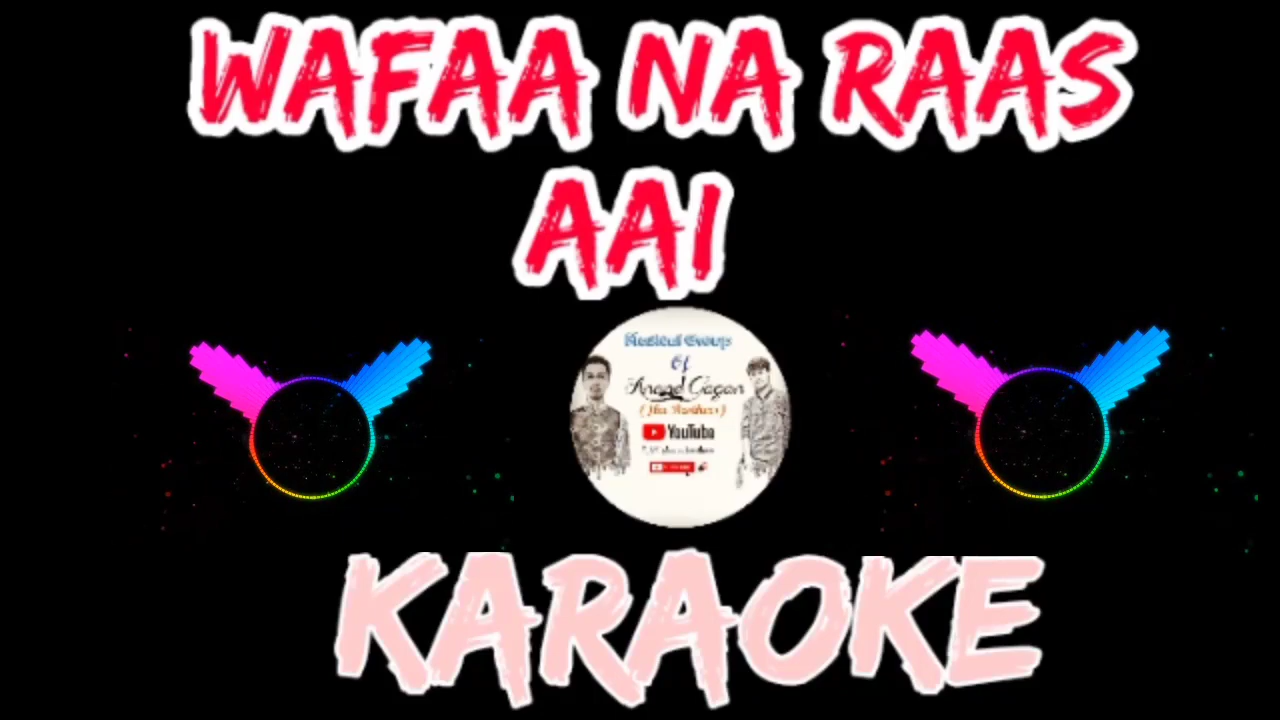 WAFAA NA RAAS
AAI
Musical Group
Of
Anand Gagan
YouTube
KARAOKE